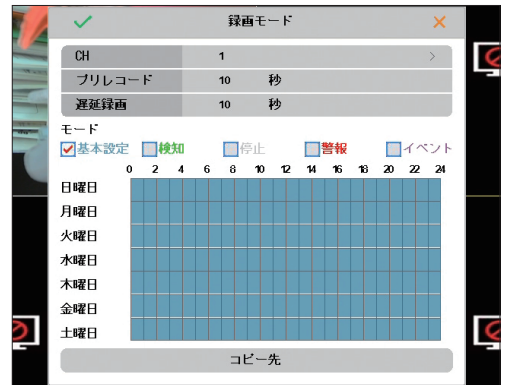 録画モード
CH 1
プリレコード 10 秒
遅延録画 10 秒
モード
基本設定 検知 停止 警報 イベント
0 2 4 6 8 10 12 14 16 18 20 22 24
日曜日
月曜日
火曜日
水曜日
木曜日
金曜日
土曜日
コピー先